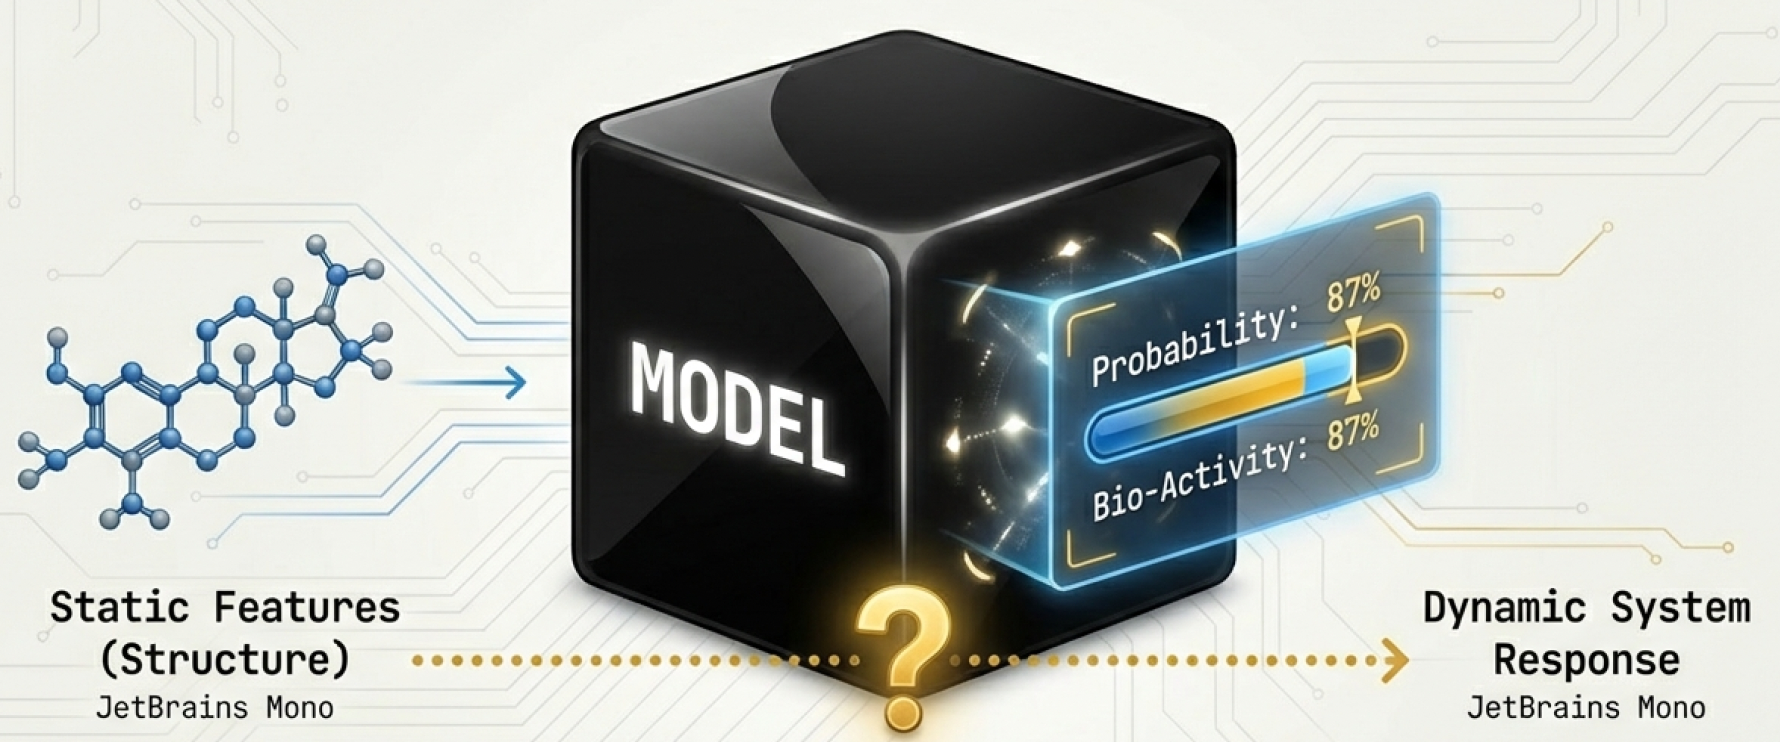 MODEL
Probability: 87%
Bio-Activity: 87%
?
Static Features
(Structure)
JetBrains Mono
Dynamic System
Response
JetBrains Mono